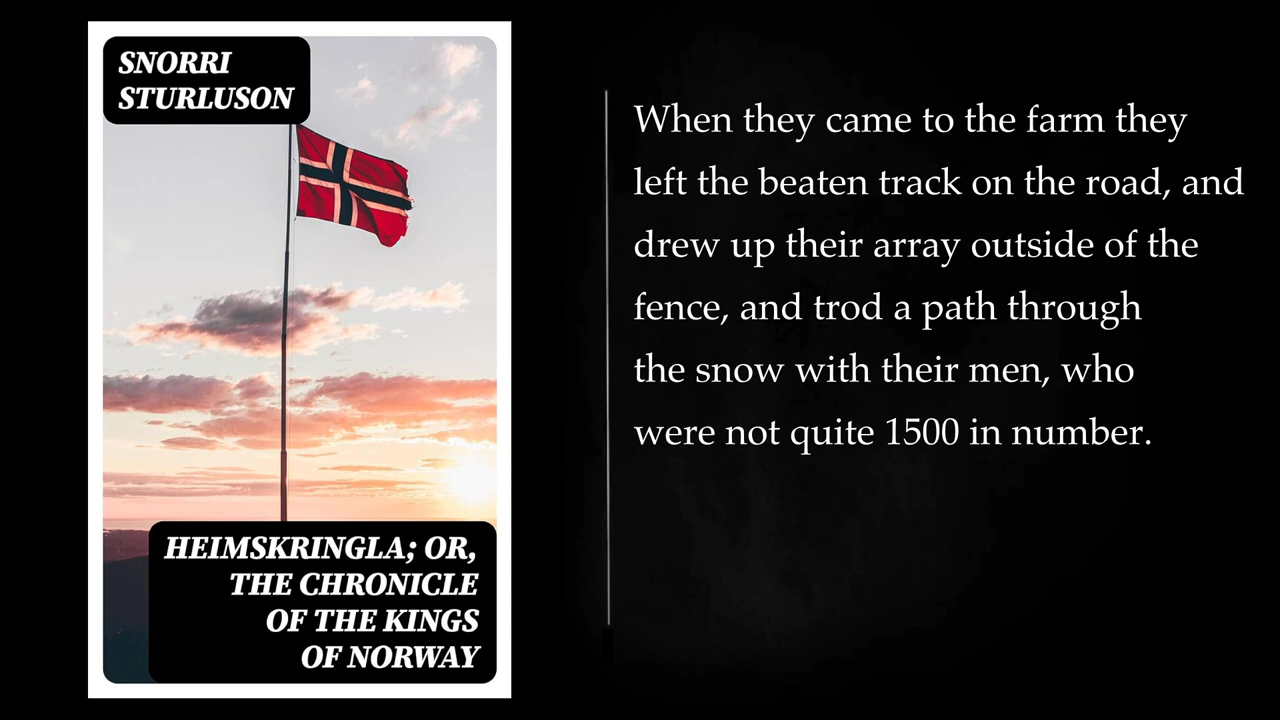 SNORRI
STURLUSON
HEIMSKRINGLA; OR,
THE CHRONICLE
OF THE KINGS
OF NORWAY
When they came to the farm they
left the beaten track on the road, and
drew up their array outside of the
fence, and trod a path through
the snow with their men, who
were not quite 1500 in number.